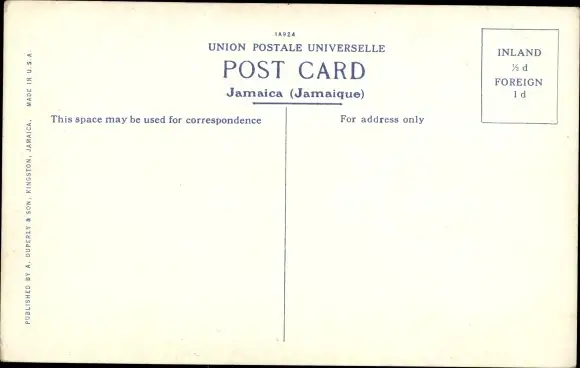 1A924
UNION POSTALE UNIVERSELLE
POST CARD
Jamaica (Jamaique)
INLAND
½ d
FOREIGN
1 d
This space may be used for correspondence
For address only
PUBLISHED BY A. DUPERLY & SON, KINGSTON, JAMAICA. MADE IN U.S.A.